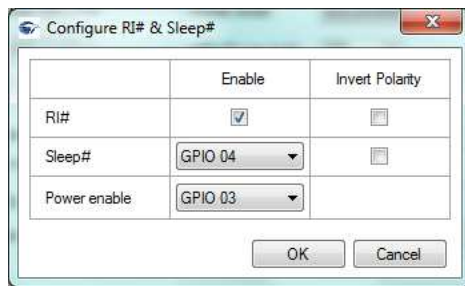 Configure RI# & Sleep#
Enable Invert Polarity
RI#
Sleep# GPIO 04
Power enable GPIO 03
OK Cancel